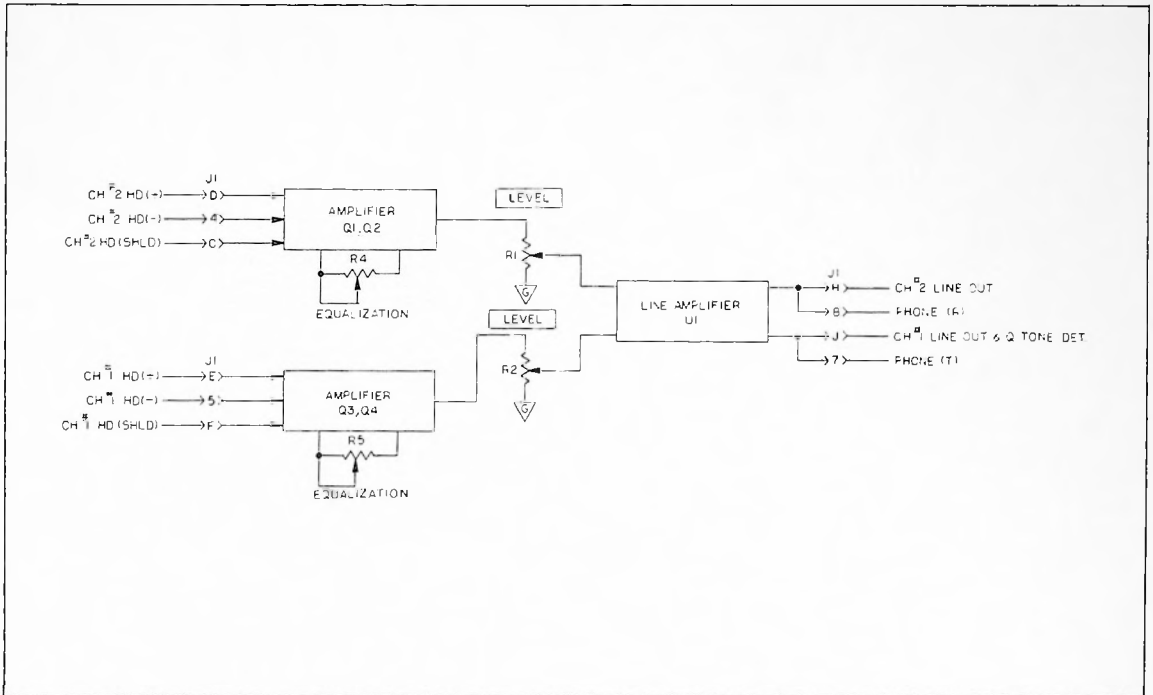 J1
CH #2 HD(+) D
CH #2 HD(-) 4
CH #2 HD(SHLD) C
AMPLIFIER
Q1,Q2
R4
EQUALIZATION
LEVEL
R1
G
LEVEL
R2
G
J1
CH #1 HD(+) E
CH #1 HD(-) 5
CH #1 HD(SHLD) F
AMPLIFIER
Q3,Q4
R5
EQUALIZATION
LINE AMPLIFIER
U1
J1
H CH #2 LINE OUT
8 PHONE (R)
J CH #1 LINE OUT & Q TONE DET.
7 PHONE (T)